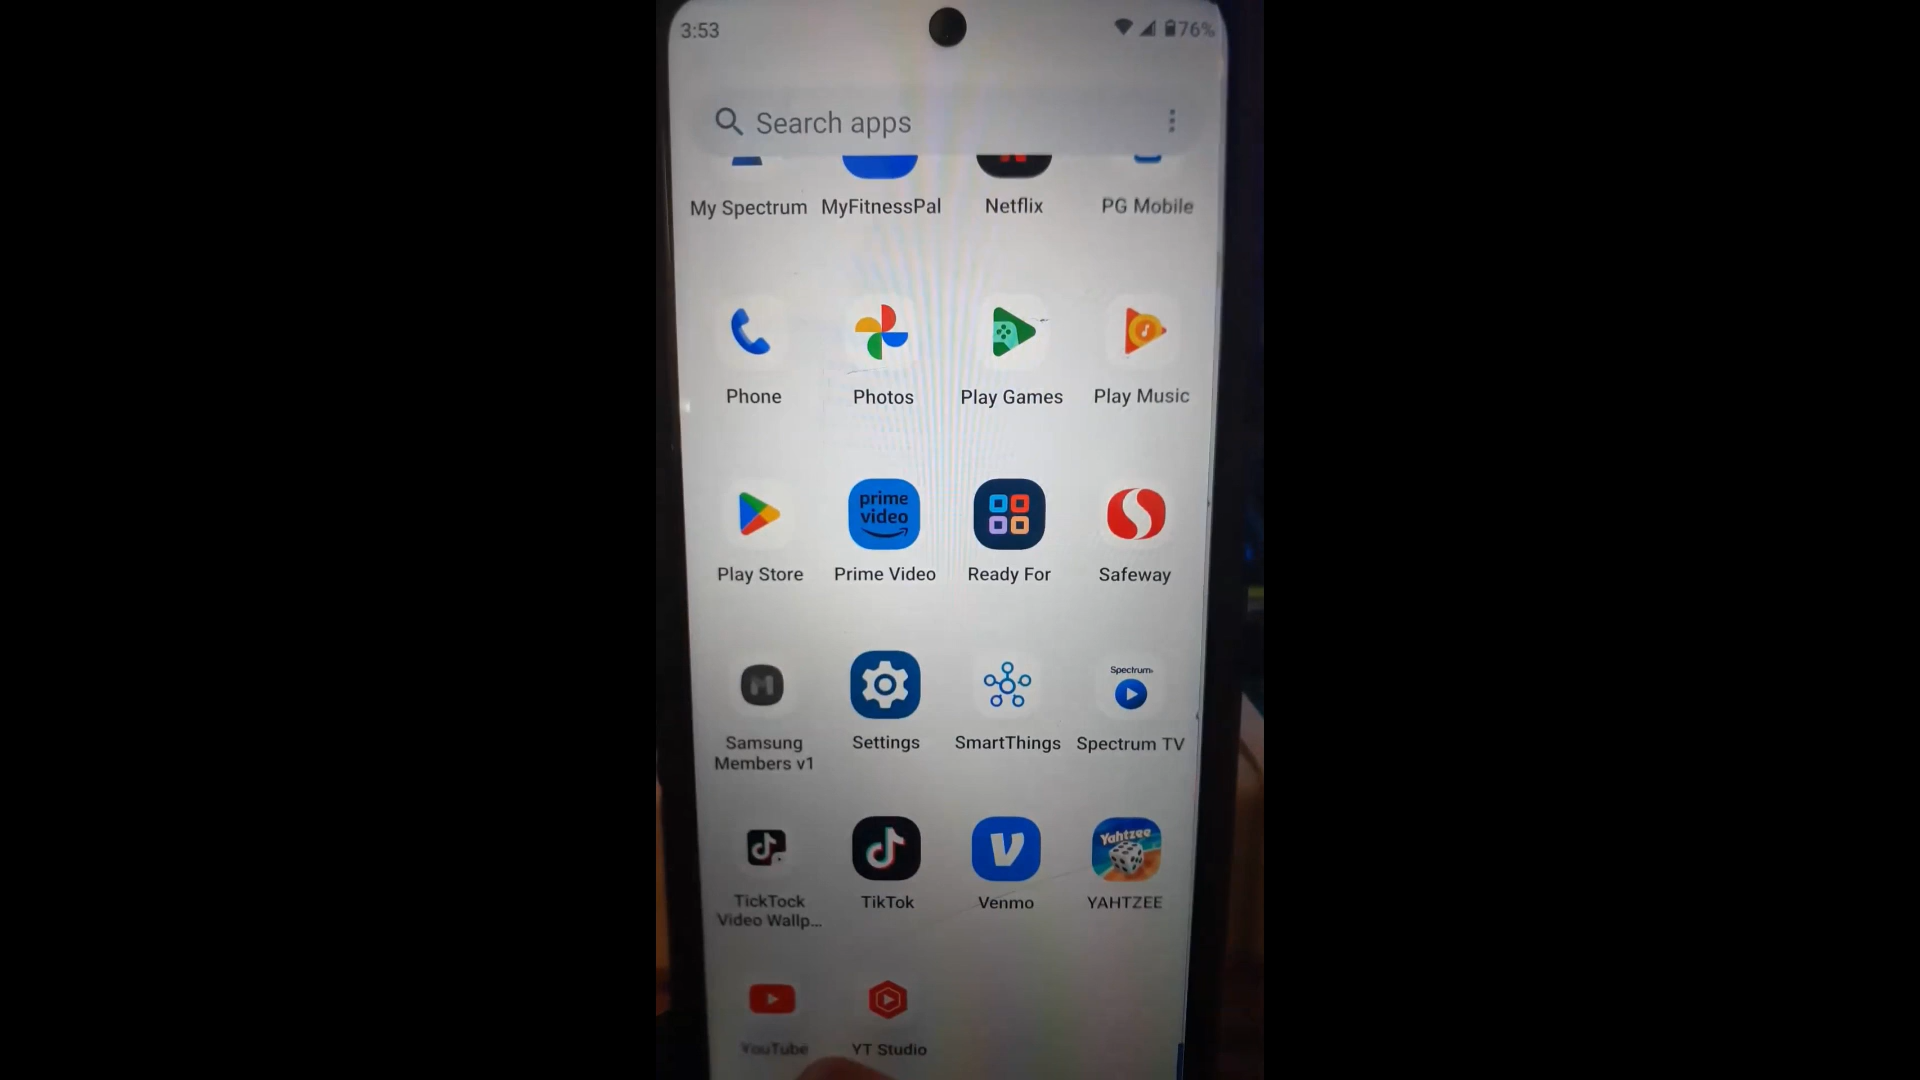 3:53
76%
Search apps
My Spectrum MyFitnessPal Netflix PG Mobile
Phone Photos Play Games Play Music
prime
video
Play Store Prime Video Ready For Safeway
Spectrum
Samsung
Members v1
Settings SmartThings Spectrum TV
Yahtzee
TickTock
Video Wallp...
TikTok Venmo YAHTZEE
YouTube YT Studio